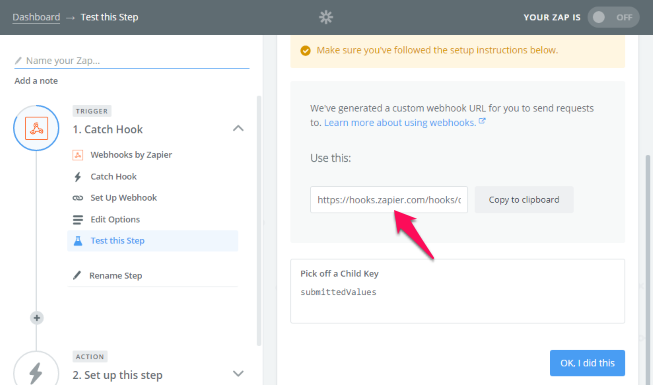 Dashboard → Test this Step
YOUR ZAP IS
OFF
Name your Zap...
Add a note
TRIGGER
1. Catch Hook
Webhooks by Zapier
Catch Hook
Set Up Webhook
Edit Options
Test this Step
Rename Step
ACTION
2. Set up this step
Make sure you've followed the setup instructions below.
We've generated a custom webhook URL for you to send requests
to. Learn more about using webhooks.
Use this:
https://hooks.zapier.com/hooks/c
Copy to clipboard
Pick off a Child Key
submittedValues
OK, I did this